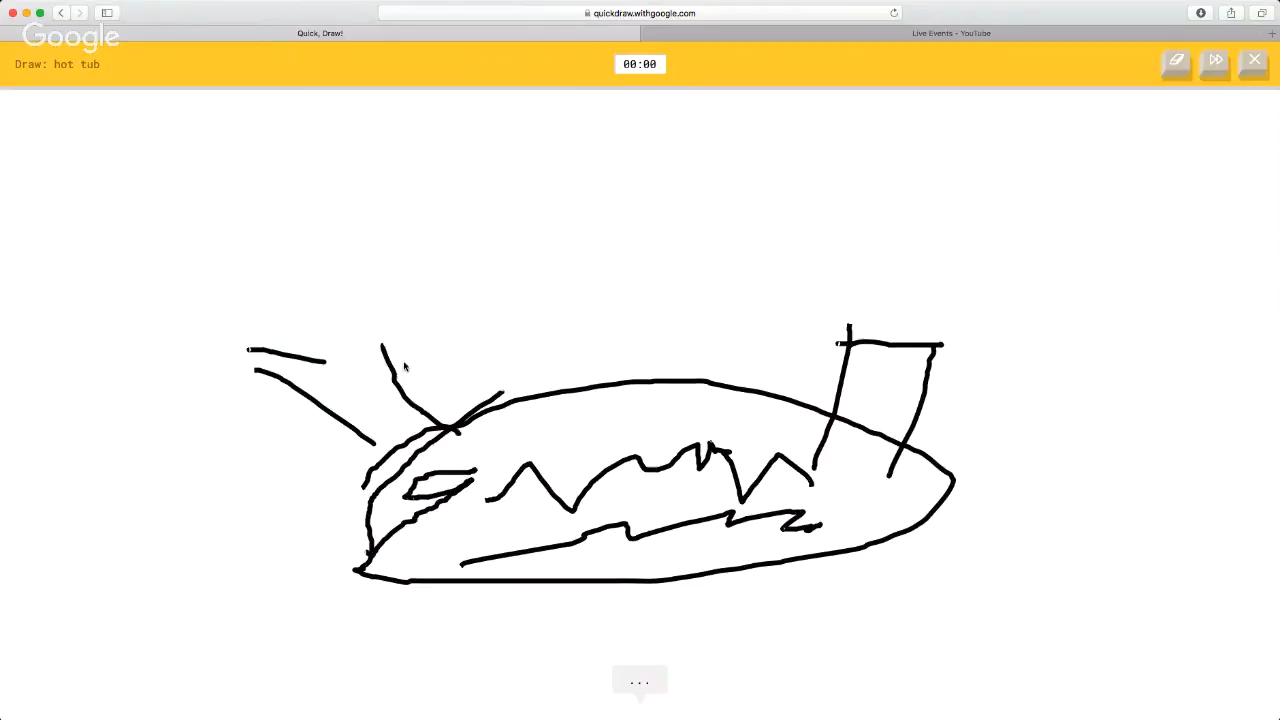 quickdraw.withgoogle.com
Quick, Draw!
Live Events - YouTube
Google
Draw: hot tub
00:00
...